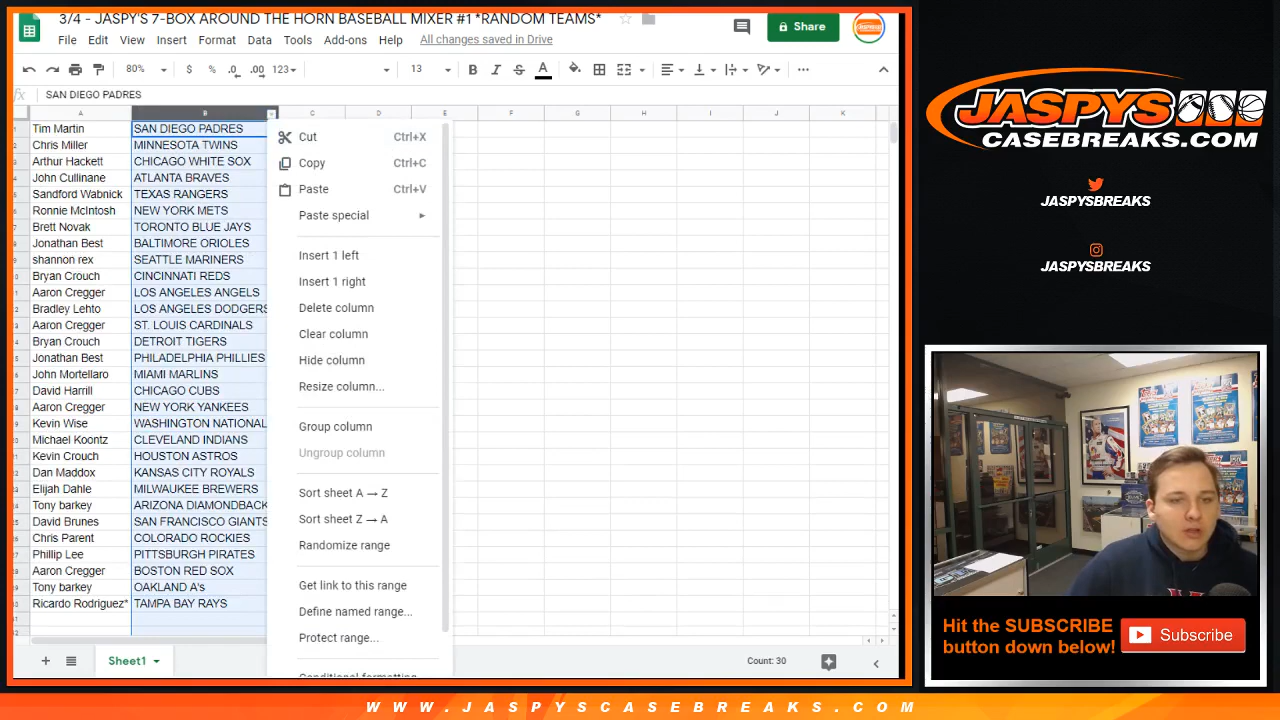 3/4 - JASPY'S 7-BOX AROUND THE HORN BASEBALL MIXER #1 *RANDOM TEAMS*
File Edit View Insert Format Data Tools Add-ons Help All changes saved in Drive
Share
80% $ % .0 .00 123 13 B I S A
fx SAN DIEGO PADRES
A B C D E F G H I J K
Tim Martin SAN DIEGO PADRES
Chris Miller MINNESOTA TWINS
Arthur Hackett CHICAGO WHITE SOX
John Cullinane ATLANTA BRAVES
Sandford Wabnick TEXAS RANGERS
Ronnie McIntosh NEW YORK METS
Brett Novak TORONTO BLUE JAYS
Jonathan Best BALTIMORE ORIOLES
shannon rex SEATTLE MARINERS
Bryan Crouch CINCINNATI REDS
Aaron Cregger LOS ANGELES ANGELS
Bradley Lehto LOS ANGELES DODGERS
Aaron Cregger ST. LOUIS CARDINALS
Bryan Crouch DETROIT TIGERS
Jonathan Best PHILADELPHIA PHILLIES
John Mortellaro MIAMI MARLINS
David Harrill CHICAGO CUBS
Aaron Cregger NEW YORK YANKEES
Kevin Wise WASHINGTON NATIONAL
Michael Koontz CLEVELAND INDIANS
Kevin Crouch HOUSTON ASTROS
Dan Maddox KANSAS CITY ROYALS
Elijah Dahle MILWAUKEE BREWERS
Tony barkey ARIZONA DIAMONDBACK
David Brunes SAN FRANCISCO GIANTS
Chris Parent COLORADO ROCKIES
Phillip Lee PITTSBURGH PIRATES
Aaron Cregger BOSTON RED SOX
Tony barkey OAKLAND A's
Ricardo Rodriguez* TAMPA BAY RAYS
Cut Ctrl+X
Copy Ctrl+C
Paste Ctrl+V
Paste special
Insert 1 left
Insert 1 right
Delete column
Clear column
Hide column
Resize column...
Group column
Ungroup column
Sort sheet A → Z
Sort sheet Z → A
Randomize range
Get link to this range
Define named range...
Protect range...
Conditional formatting
Sheet1
Count: 30
JASPYS
CASEBREAKS.COM
JASPYSBREAKS
JASPYSBREAKS
Hit the SUBSCRIBE
button down below!
Subscribe
WWW.JASPYSCASEBREAKS.COM